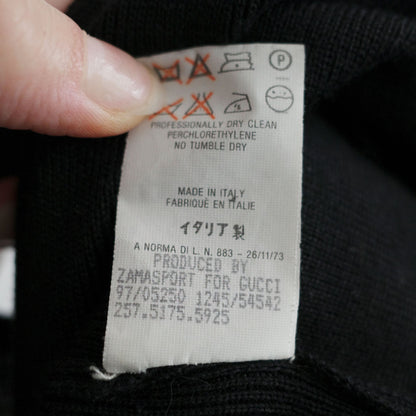 P
PROFESSIONALLY DRY CLEAN
PERCHLORETHYLENE
NO TUMBLE DRY
MADE IN ITALY
FABRIQUÉ EN ITALIE
イタリア製
A NORMA DI L. N. 883 - 26/11/73
PRODUCED BY
ZAMASPORT FOR GUCCI
97/05250 1245/54542
257.5175.5925